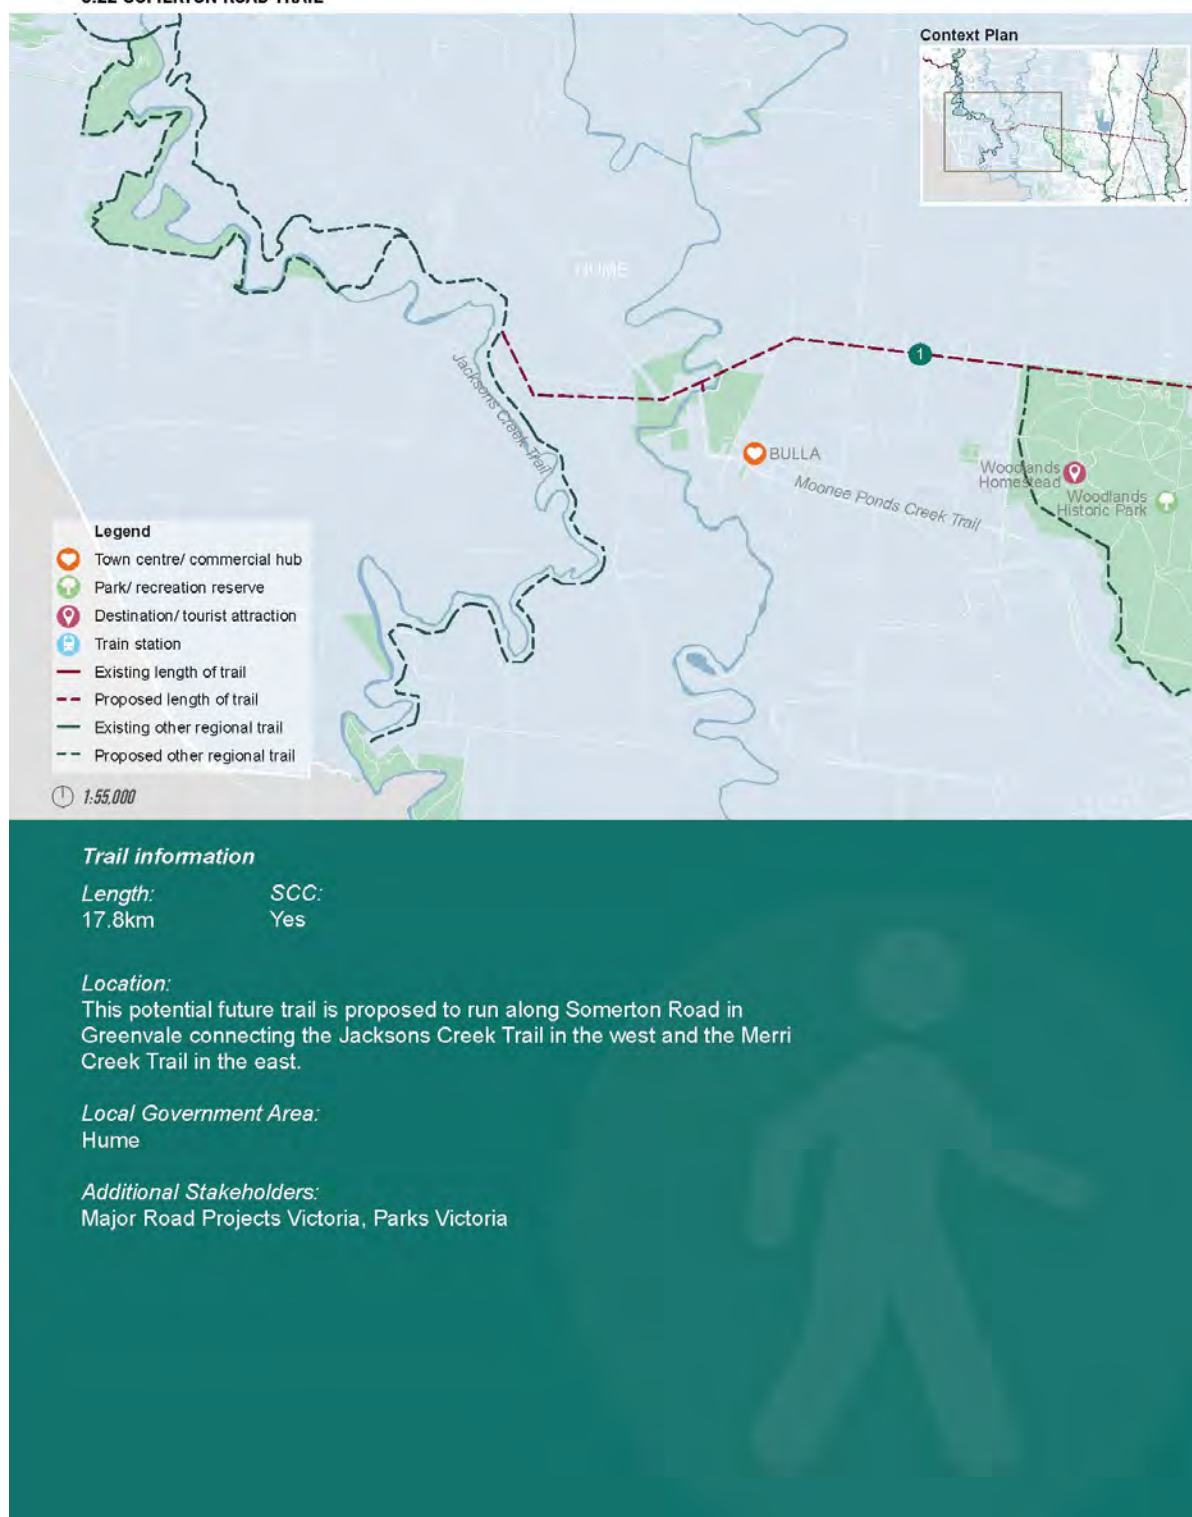 5.22 SOMERTON ROAD TRAIL
Context Plan
HUME
1
Jacksons Creek Trail
BULLA
Moonee Ponds Creek Trail
Woodlands
Homestead
Woodlands
Historic Park
Legend
Town centre/ commercial hub
Park/ recreation reserve
Destination/ tourist attraction
Train station
Existing length of trail
Proposed length of trail
Existing other regional trail
Proposed other regional trail
1:55,000
Trail information
Length:
17.8km
SCC:
Yes
Location:
This potential future trail is proposed to run along Somerton Road in
Greenvale connecting the Jacksons Creek Trail in the west and the Merri
Creek Trail in the east.
Local Government Area:
Hume
Additional Stakeholders:
Major Road Projects Victoria, Parks Victoria